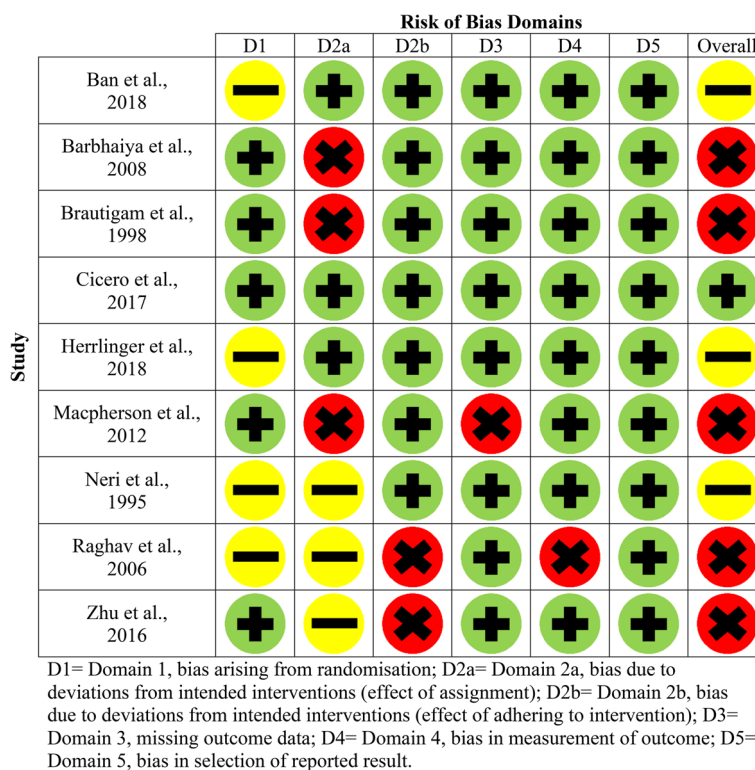 Risk of Bias Domains
D1 D2a D2b D3 D4 D5 Overall
Study
Ban et al.,
2018
Barbhaiya et al.,
2008
Brautigam et al.,
1998
Cicero et al.,
2017
Herrlinger et al.,
2018
Macpherson et al.,
2012
Neri et al.,
1995
Raghav et al.,
2006
Zhu et al.,
2016
D1= Domain 1, bias arising from randomisation; D2a= Domain 2a, bias due to
deviations from intended interventions (effect of assignment); D2b= Domain 2b, bias
due to deviations from intended interventions (effect of adhering to intervention); D3=
Domain 3, missing outcome data; D4= Domain 4, bias in measurement of outcome; D5=
Domain 5, bias in selection of reported result.